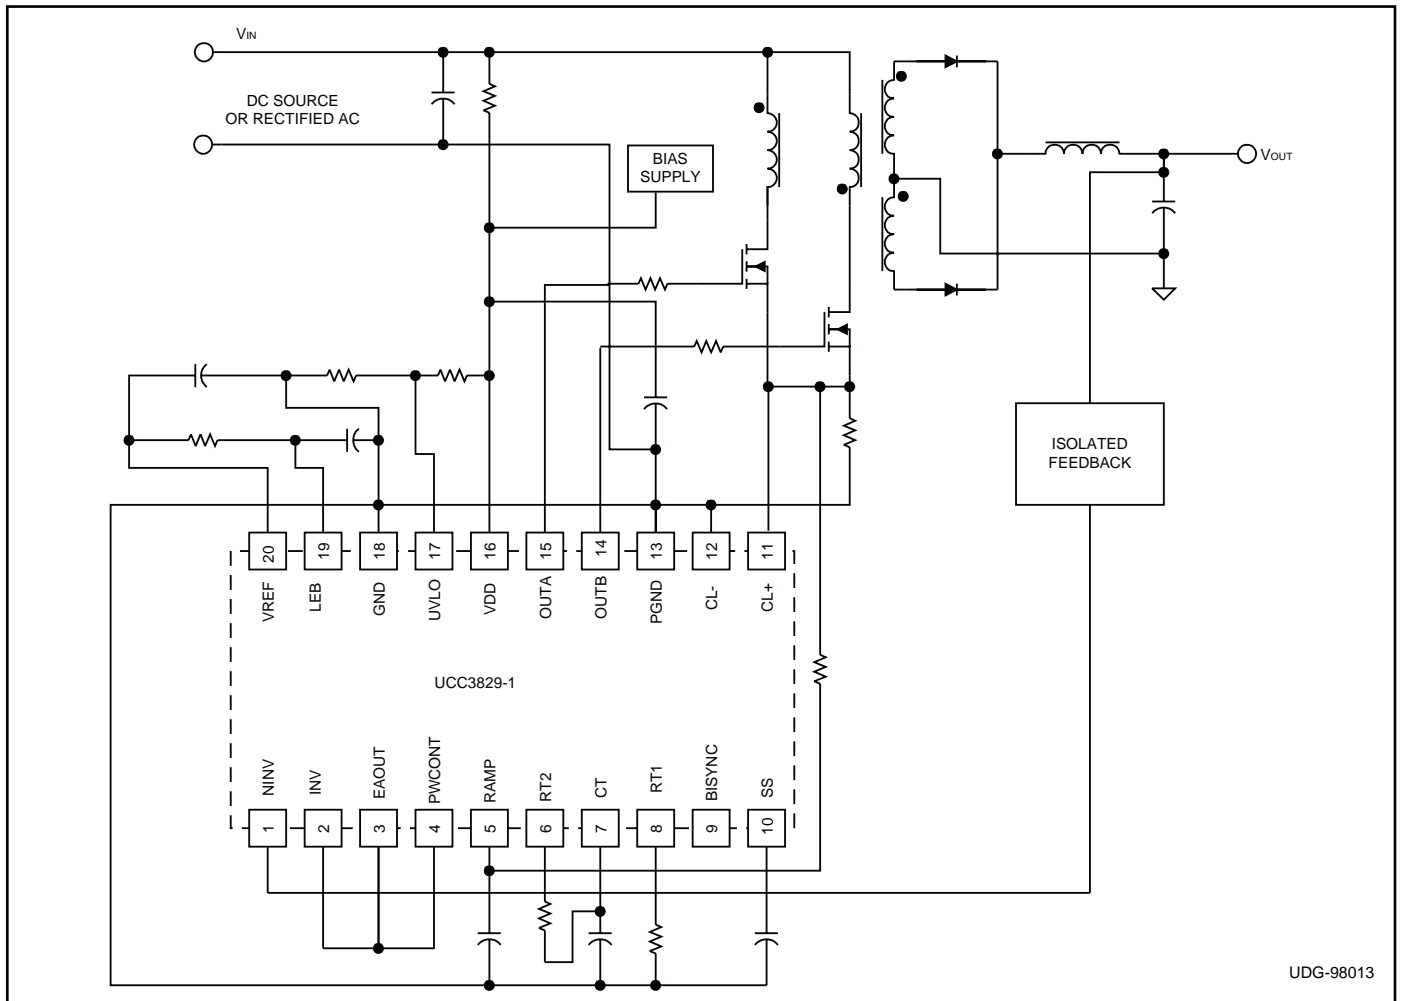 VIN
DC SOURCE
OR RECTIFIED AC
BIAS
SUPPLY
VOUT
ISOLATED
FEEDBACK
20
19
18
17
16
15
14
13
12
11
VREF
LEB
GND
UVLO
VDD
OUTA
OUTB
PGND
CL-
CL+
UCC3829-1
NINV
INV
EAOUT
PWCONT
RAMP
RT2
CT
RT1
BISYNC
SS
1
2
3
4
5
6
7
8
9
10
UDG-98013